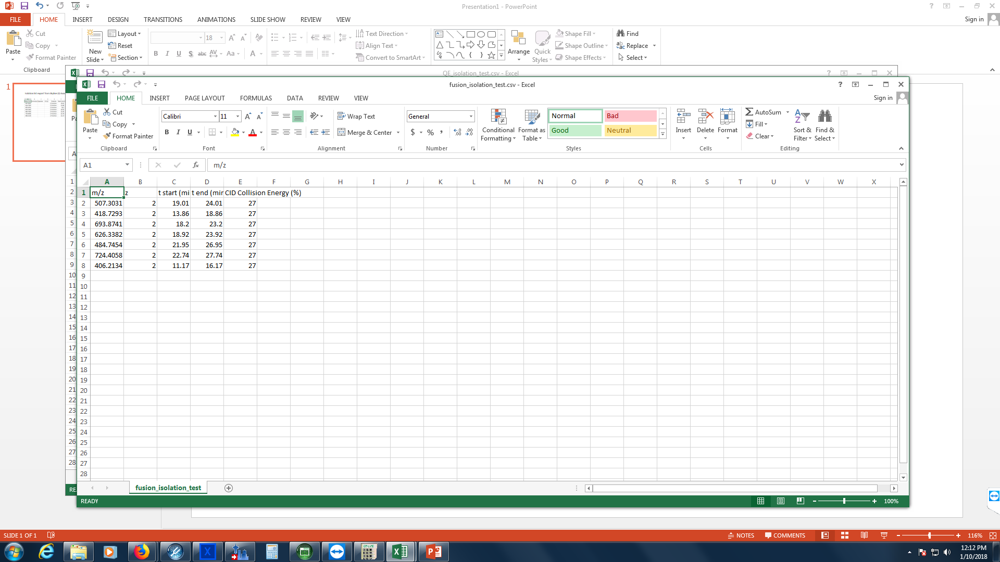 Presentation1 - PowerPoint
FILE HOME INSERT DESIGN TRANSITIONS ANIMATIONS SLIDE SHOW REVIEW VIEW Sign in
Paste Cut Copy Format Painter
Clipboard
New Slide Layout Reset Section
18
B I U S abc AV Aa A
Text Direction Align Text Convert to SmartArt
Arrange Quick Styles Shape Fill Shape Outline Shape Effects
Find Replace Select
1
QE_isolation_test.csv - Excel
fusion_isolation_test.csv - Excel
FILE HOME INSERT PAGE LAYOUT FORMULAS DATA REVIEW VIEW Sign in
Paste Cut Copy Format Painter
Clipboard
Calibri 11
B I U A
Font
Wrap Text
Merge & Center
Alignment
General
$ % ,
Number
Conditional Formatting Format as Table
Normal Bad
Good Neutral
Styles
Insert Delete Format
Cells
AutoSum Fill Clear
Sort & Filter Find & Select
Editing
A1 fx m/z
A B C D E F G H I J K L M N O P Q R S T U V W X
1 m/z z t start (mi t end (mir CID Collision Energy (%)
2 507.3031 2 19.01 24.01 27
3 418.7293 2 13.86 18.86 27
4 693.8741 2 18.2 23.2 27
5 626.3382 2 18.92 23.92 27
6 484.7454 2 21.95 26.95 27
7 724.4058 2 22.74 27.74 27
8 406.2134 2 11.17 16.17 27
9
10
11
12
13
14
15
16
17
18
19
20
21
22
23
24
25
26
27
28
fusion_isolation_test
READY 100%
SLIDE 1 OF 1 NOTES COMMENTS 116%
12:12 PM
1/10/2018